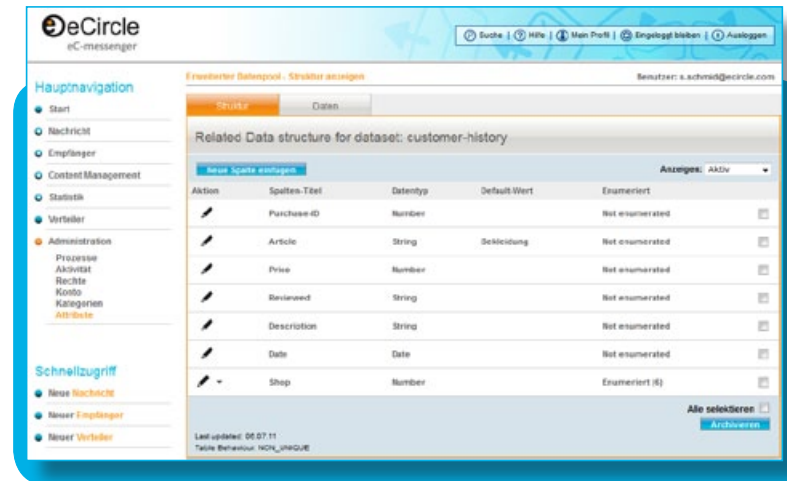 eCircle
eC-messenger
Suche | Hilfe | Mein Profil | Eingeloggt bleiben | Ausloggen
Hauptnavigation
Start
Nachricht
Empfänger
Content Management
Statistik
Verteiler
Administration
Prozesse
Aktivität
Rechte
Konto
Kategorien
Attribute
Schnellzugriff
Neue Nachricht
Neuer Empfänger
Neuer Verteiler
Erweiterter Datenpool - Struktur anzeigen
Benutzer: s.schmid@ecircle.com
Struktur Daten
Related Data structure for dataset: customer-history
Neue Spalte einfügen
Anzeigen: Aktiv
Aktion Spalten-Titel Datentyp Default-Wert Enumeriert
Purchase-ID Number Not enumerated
Article String Bekleidung Not enumerated
Price Number Not enumerated
Reviewed String Not enumerated
Description String Not enumerated
Date Date Not enumerated
Shop Number Enumeriert (6)
Alle selektieren
Archivieren
Last updated: 06.07.11
Table Behaviour: NON_UNIQUE